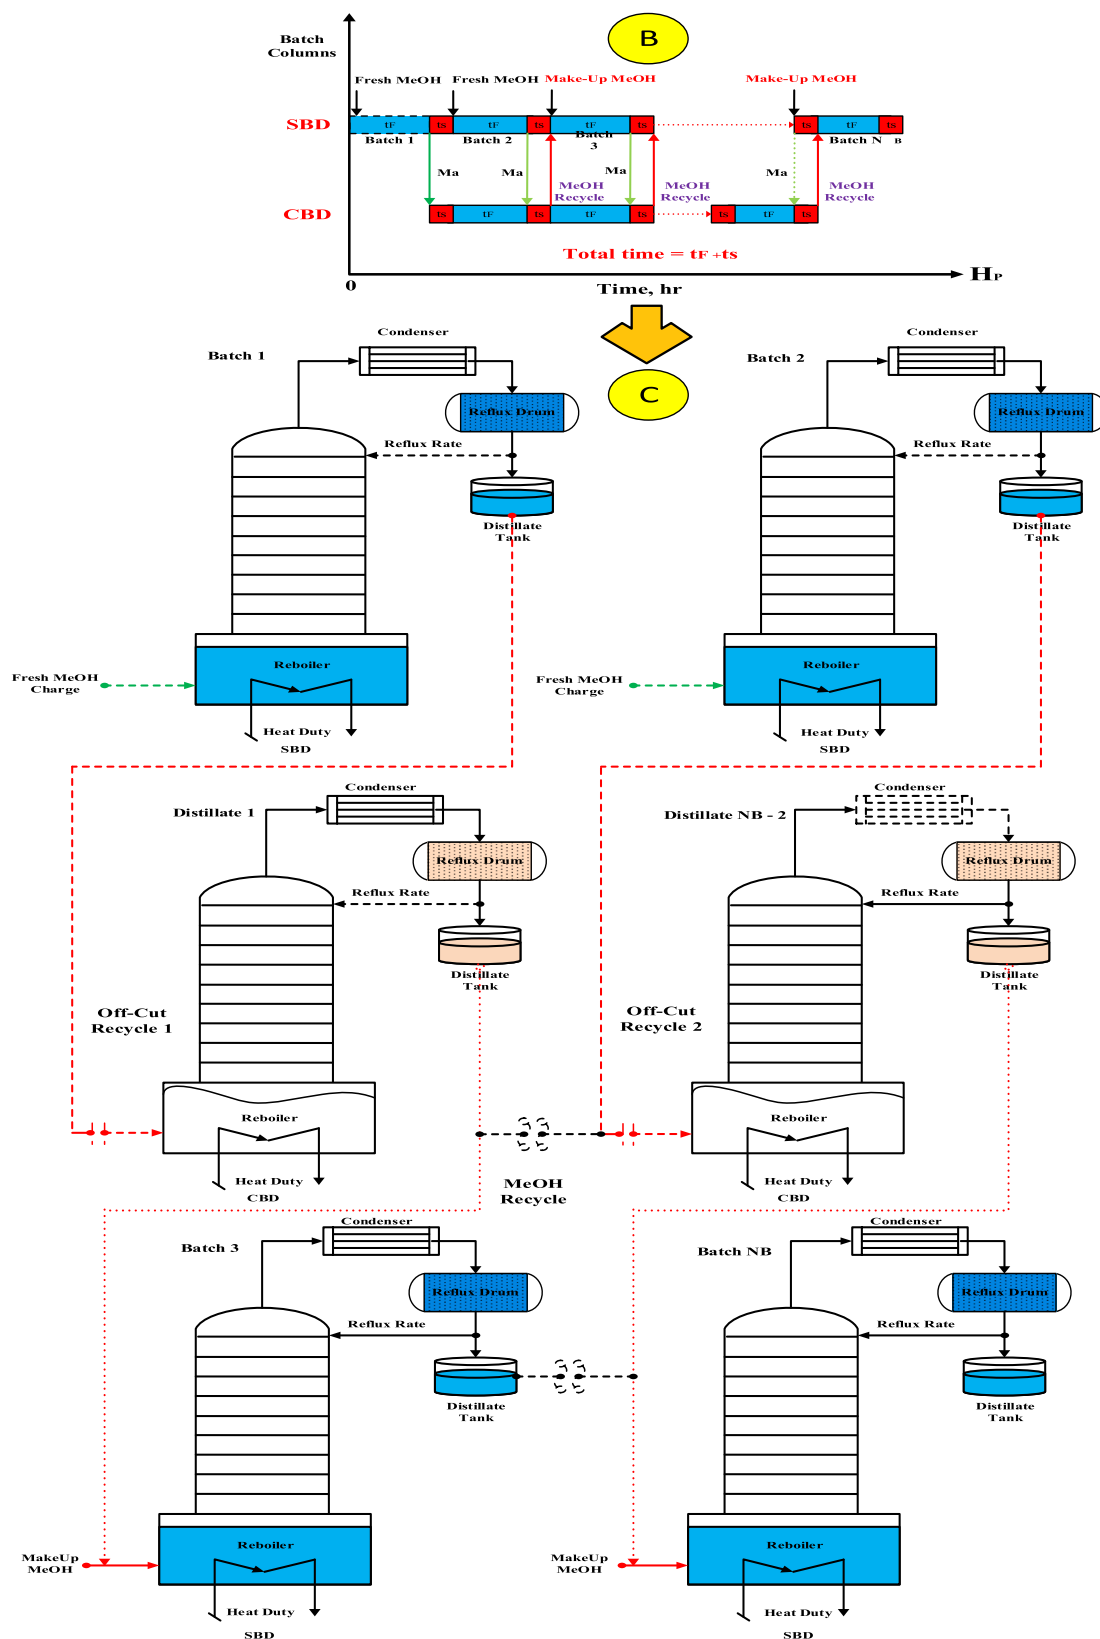 Batch
Columns
B
Fresh MeOH
Fresh MeOH
Make-Up MeOH
Make-Up MeOH
SBD
tF
ts
tF
ts
tF
ts
ts
tF
ts
Batch 1
Batch 2
Batch
3
Batch N B
Ma
Ma
Ma
Ma
MeOH
Recycle
MeOH
Recycle
MeOH
Recycle
CBD
ts
tF
ts
tF
ts
ts
tF
ts
Total time = tF +ts
0
Time, hr
HP
C
Batch 1
Condenser
Reflux Drum
Reflux Rate
Distillate
Tank
Reboiler
Fresh MeOH
Charge
Heat Duty
SBD
Batch 2
Condenser
Reflux Drum
Reflux Rate
Distillate
Tank
Reboiler
Fresh MeOH
Charge
Heat Duty
SBD
Distillate 1
Condenser
Reflux Drum
Reflux Rate
Distillate
Tank
Off-Cut
Recycle 1
Reboiler
Heat Duty
CBD
Distillate NB - 2
Condenser
Reflux Drum
Reflux Rate
Distillate
Tank
Off-Cut
Recycle 2
Reboiler
Heat Duty
CBD
MeOH
Recycle
Batch 3
Condenser
Reflux Drum
Reflux Rate
Distillate
Tank
Reboiler
MakeUp
MeOH
Heat Duty
SBD
Batch NB
Condenser
Reflux Drum
Reflux Rate
Distillate
Tank
Reboiler
MakeUp
MeOH
Heat Duty
SBD